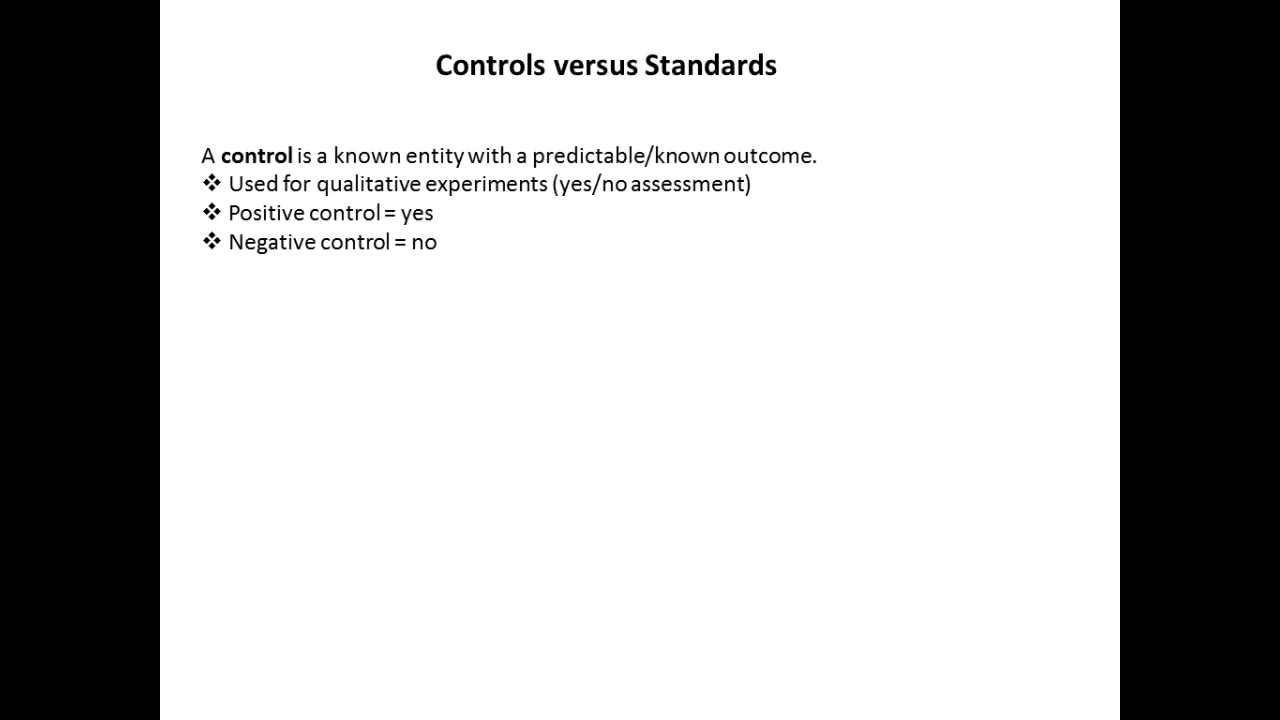 Controls versus Standards
A control is a known entity with a predictable/known outcome.
❖ Used for qualitative experiments (yes/no assessment)
❖ Positive control = yes
❖ Negative control = no